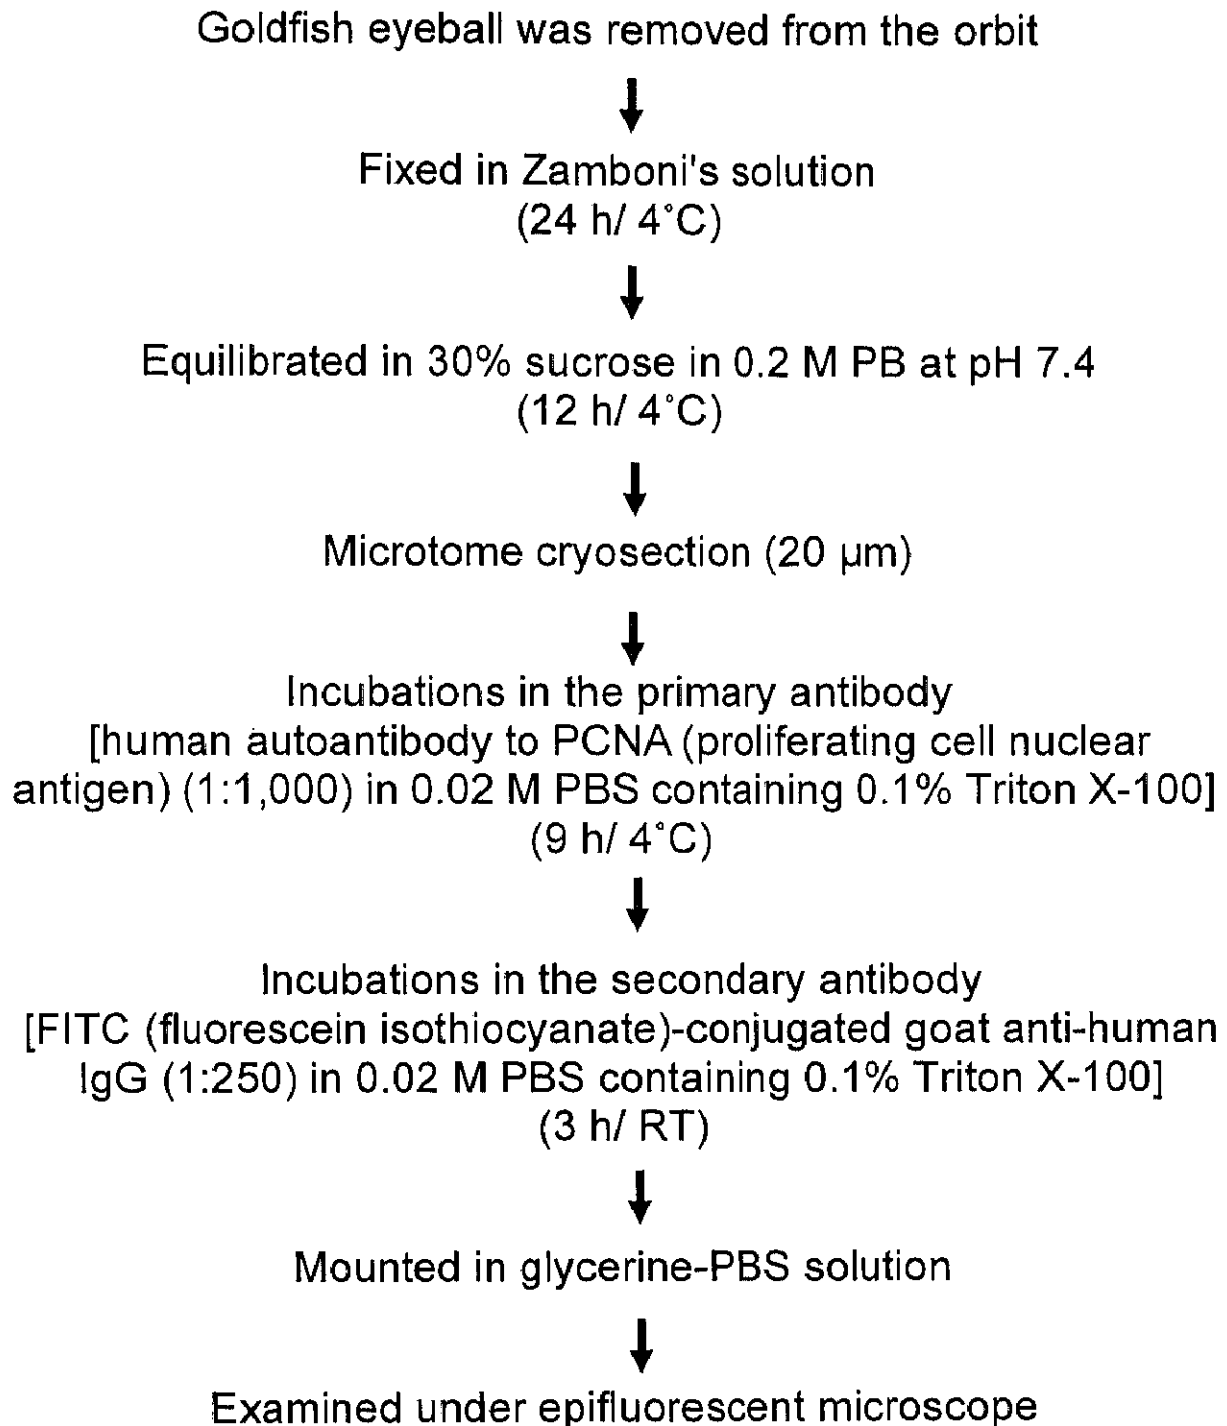 Goldfish eyeball was removed from the orbit
Fixed in Zamboni's solution
(24 h/ 4°C)
Equilibrated in 30% sucrose in 0.2 M PB at pH 7.4
(12 h/ 4°C)
Microtome cryosection (20 µm)
Incubations in the primary antibody
[human autoantibody to PCNA (proliferating cell nuclear
antigen) (1:1,000) in 0.02 M PBS containing 0.1% Triton X-100]
(9 h/ 4°C)
Incubations in the secondary antibody
[FITC (fluorescein isothiocyanate)-conjugated goat anti-human
IgG (1:250) in 0.02 M PBS containing 0.1% Triton X-100]
(3 h/ RT)
Mounted in glycerine-PBS solution
Examined under epifluorescent microscope